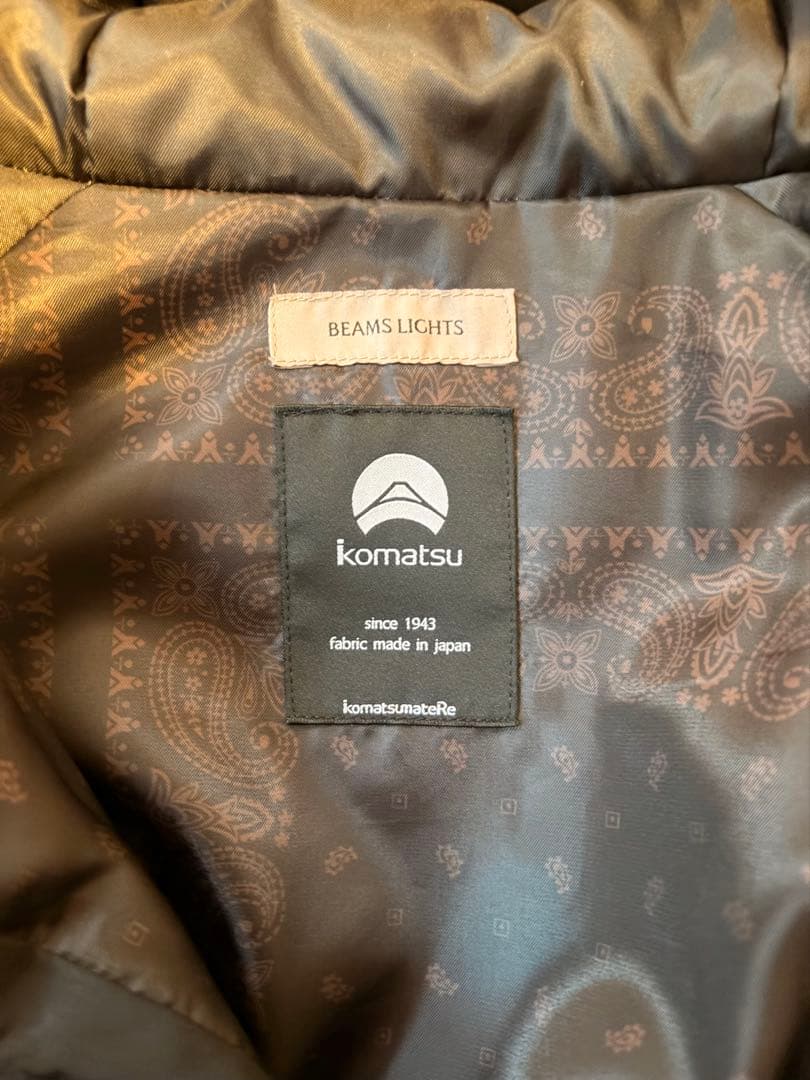 BEAMS LIGHTS
komatsu
since 1943
fabric made in japan
komatsumateRe